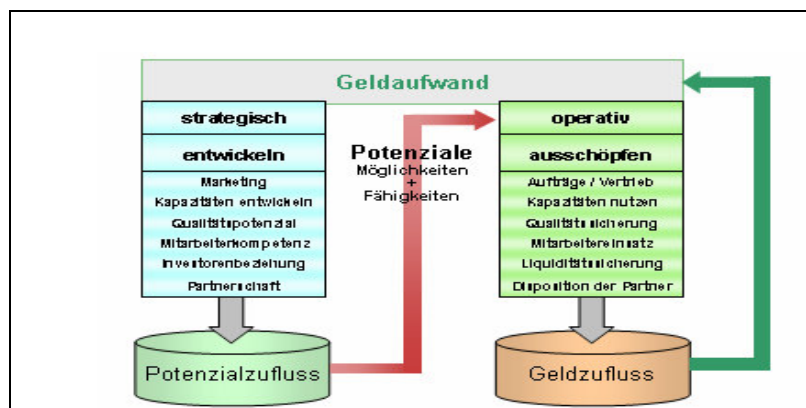 Geldaufwand
strategisch
entwickeln
Marketing
Kapazitäten entwickeln
Qualitätspotenzial
Mitarbeiterkompetenz
Investorenbeziehung
Partnerschaft
Potenzialzufluss
Potenziale
Möglichkeiten
+
Fähigkeiten
operativ
ausschöpfen
Aufträge / Vertrieb
Kapazitäten nutzen
Qualitätssicherung
Mitarbeitereinsatz
Liquiditätssicherung
Disposition der Partner
Geldzufluss